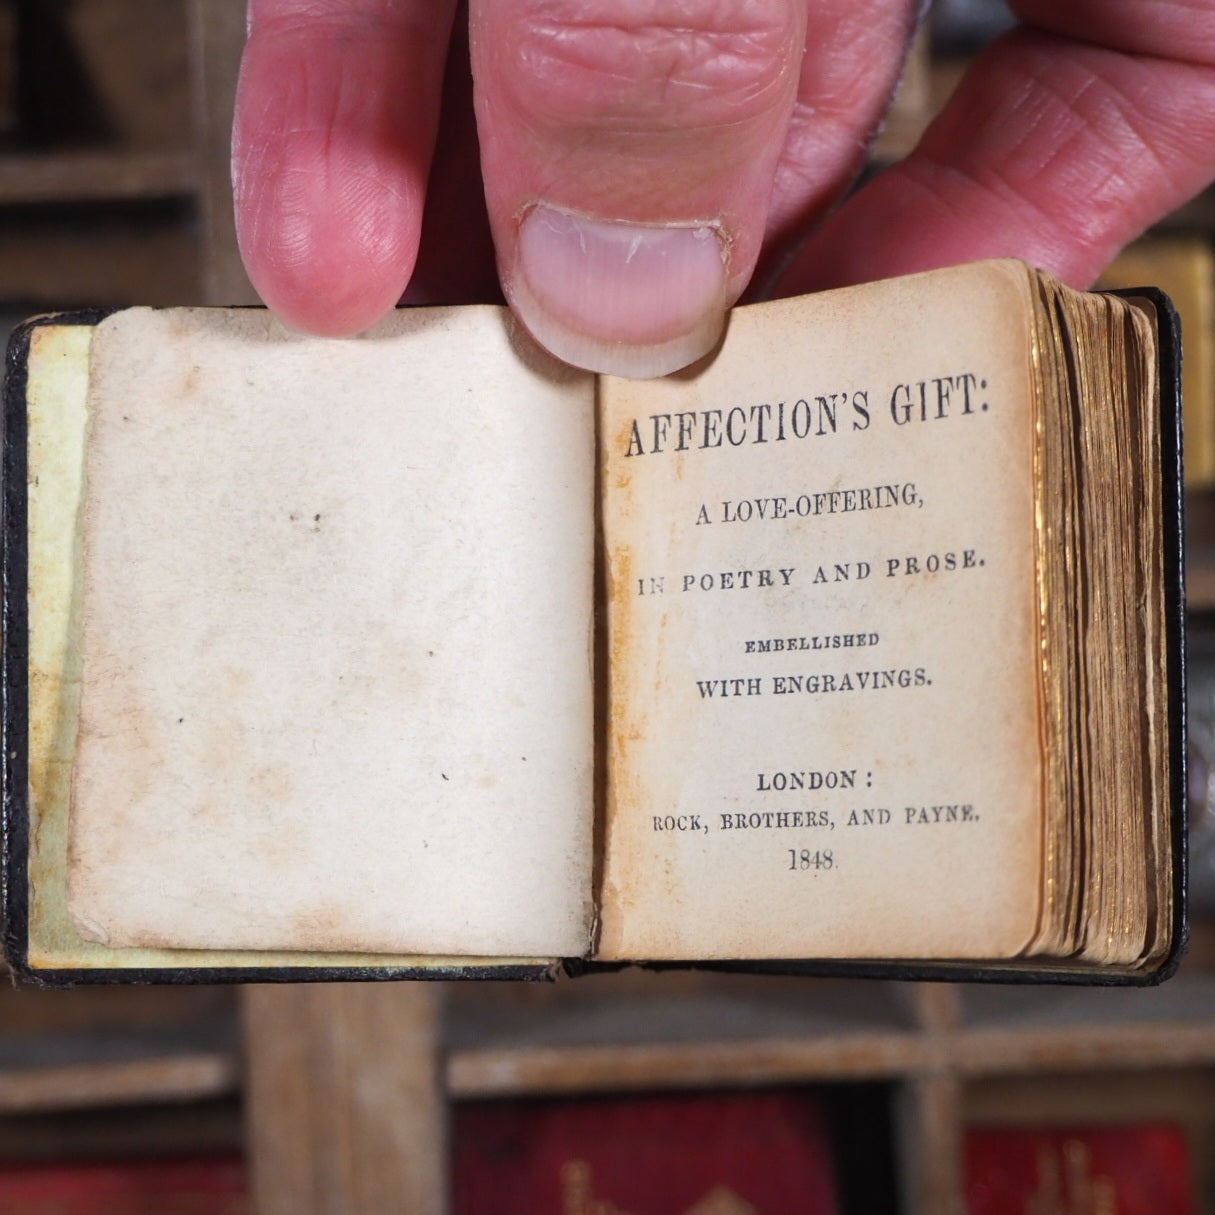 AFFECTION'S GIFT:
A LOVE-OFFERING,
IN POETRY AND PROSE.
EMBELLISHED
WITH ENGRAVINGS.
LONDON:
ROCK, BROTHERS, AND PAYNE.
1848.